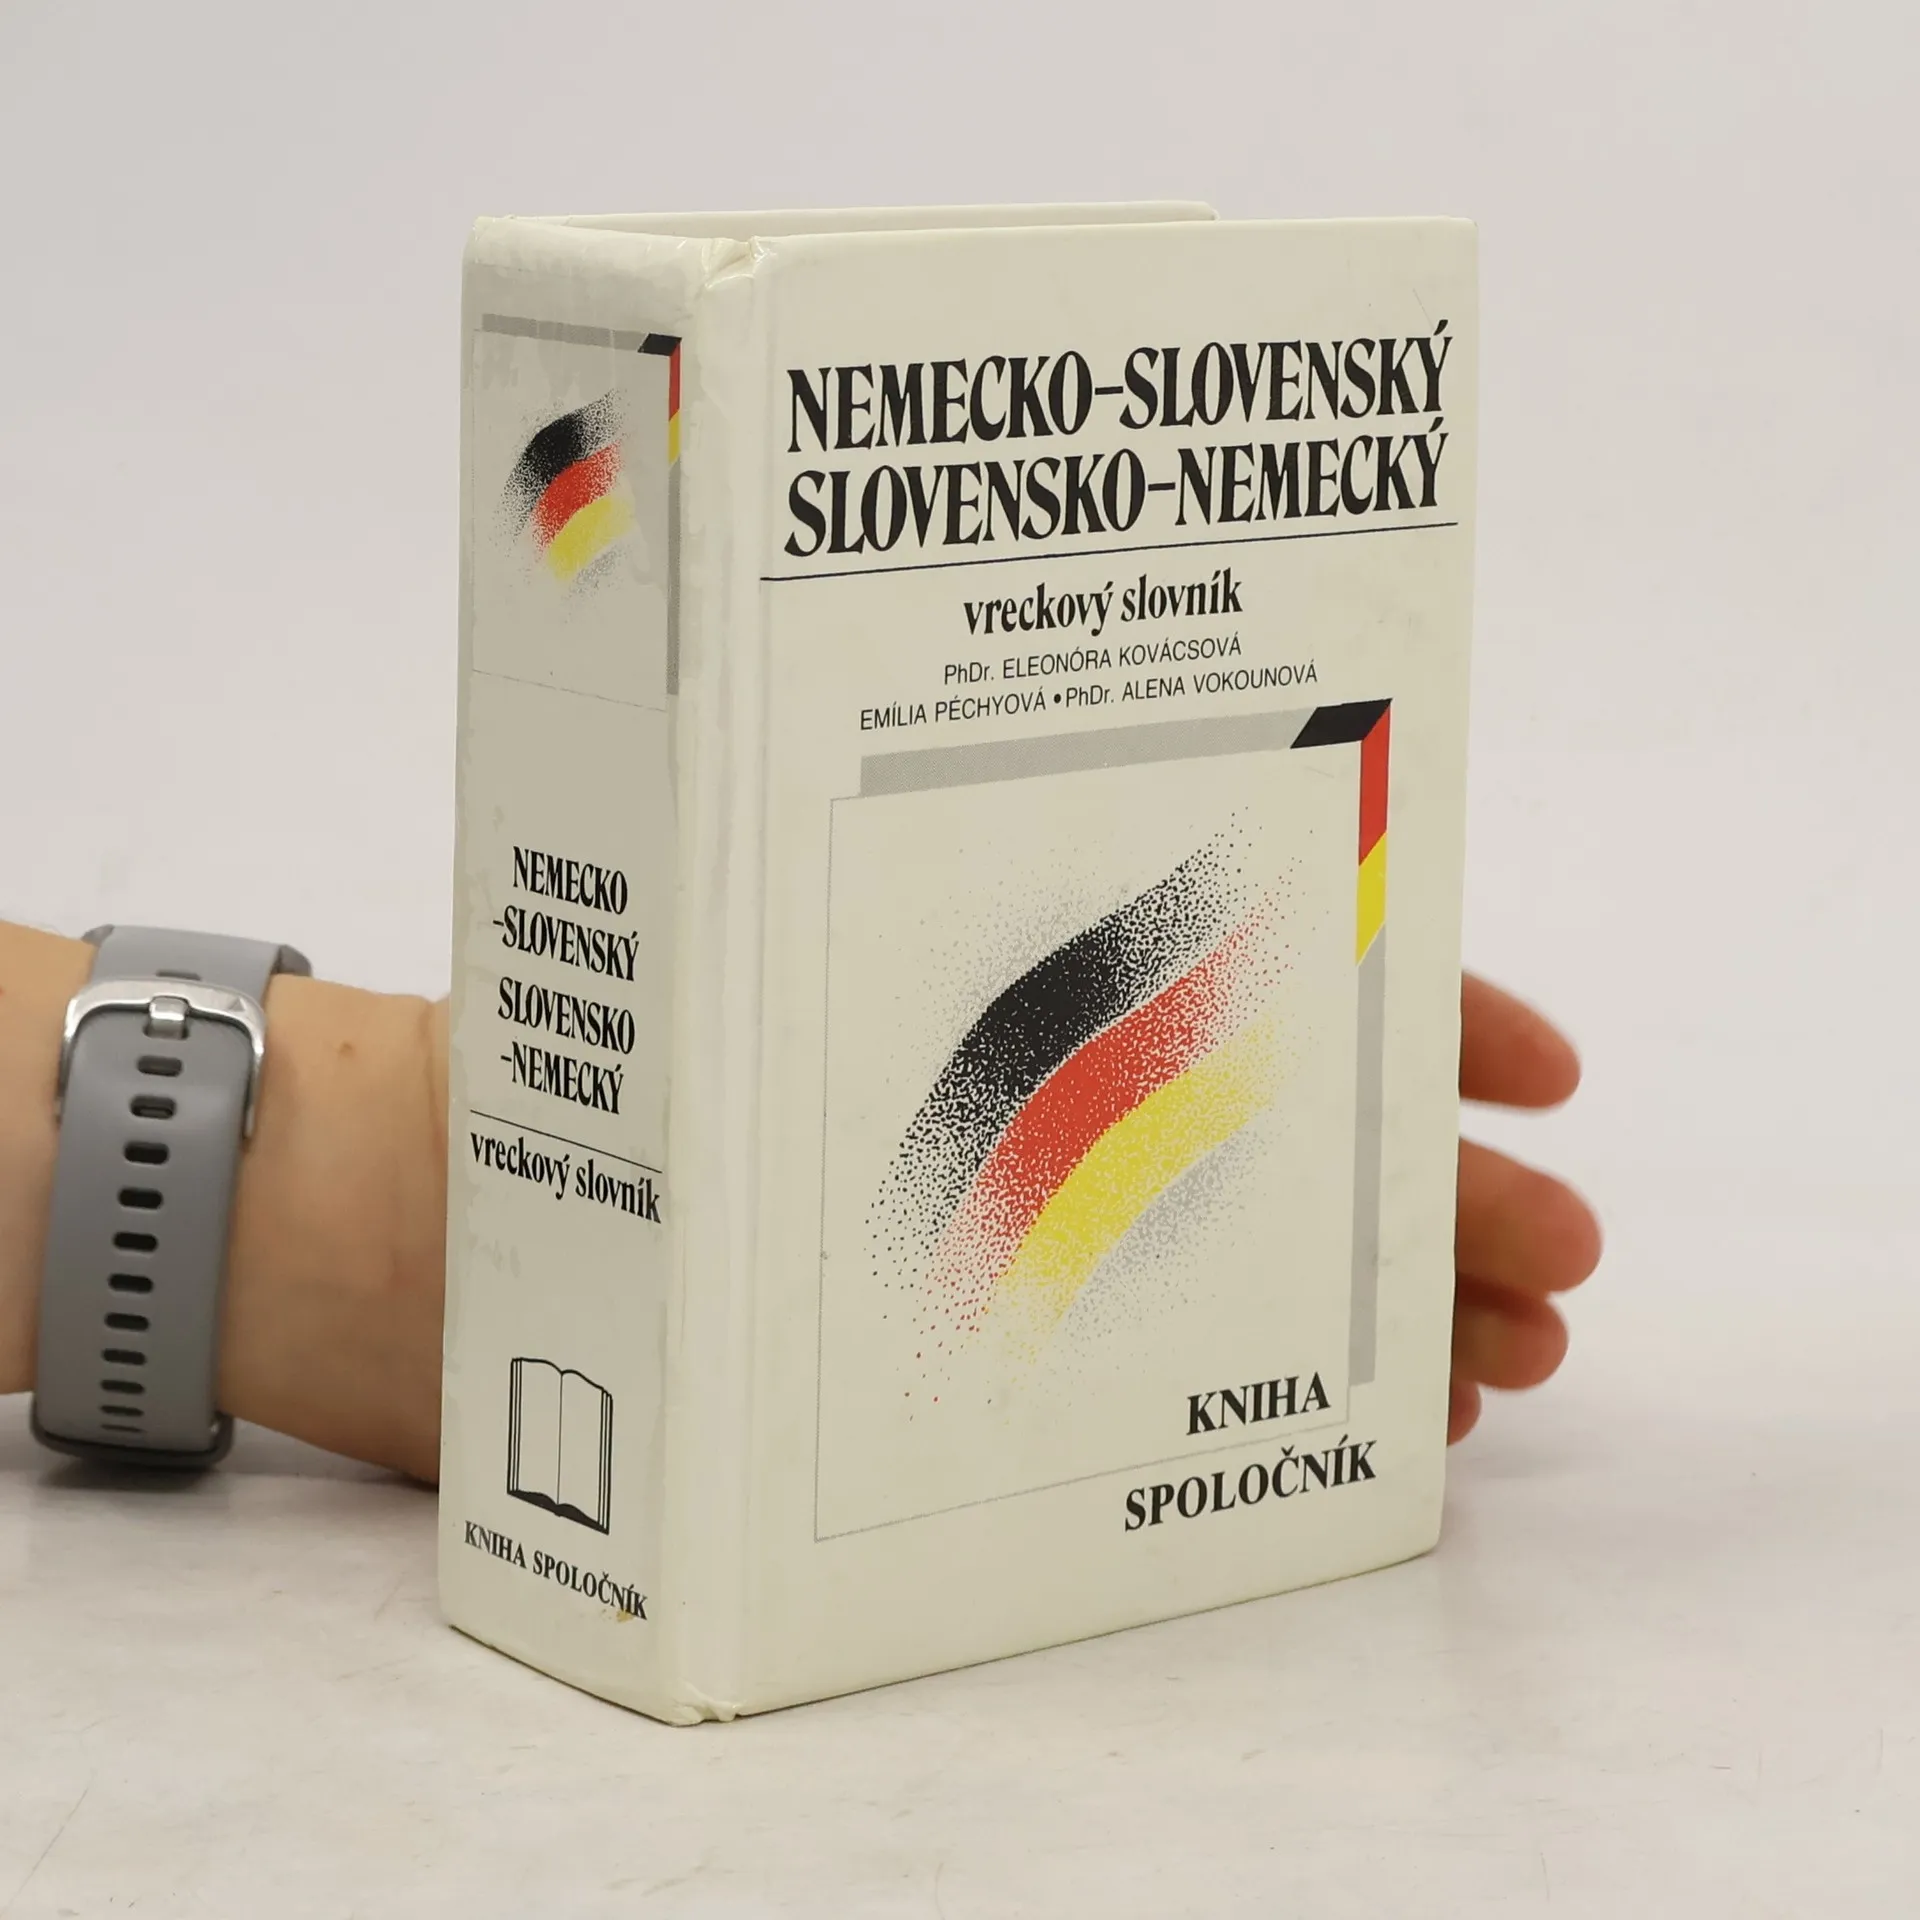 NEMECKO-SLOVENSKÝ
SLOVENSKO-NEMECKÝ
vreckový slovník
PhDr. ELEONÓRA KOVÁCSOVÁ
EMÍLIA PÉCHYOVÁ • PhDr. ALENA VOKOUNOVÁ
KNIHA
SPOLOČNÍK
NEMECKO
-SLOVENSKÝ
SLOVENSKO
-NEMECKÝ
vreckový slovník
KNIHA SPOLOČNÍK